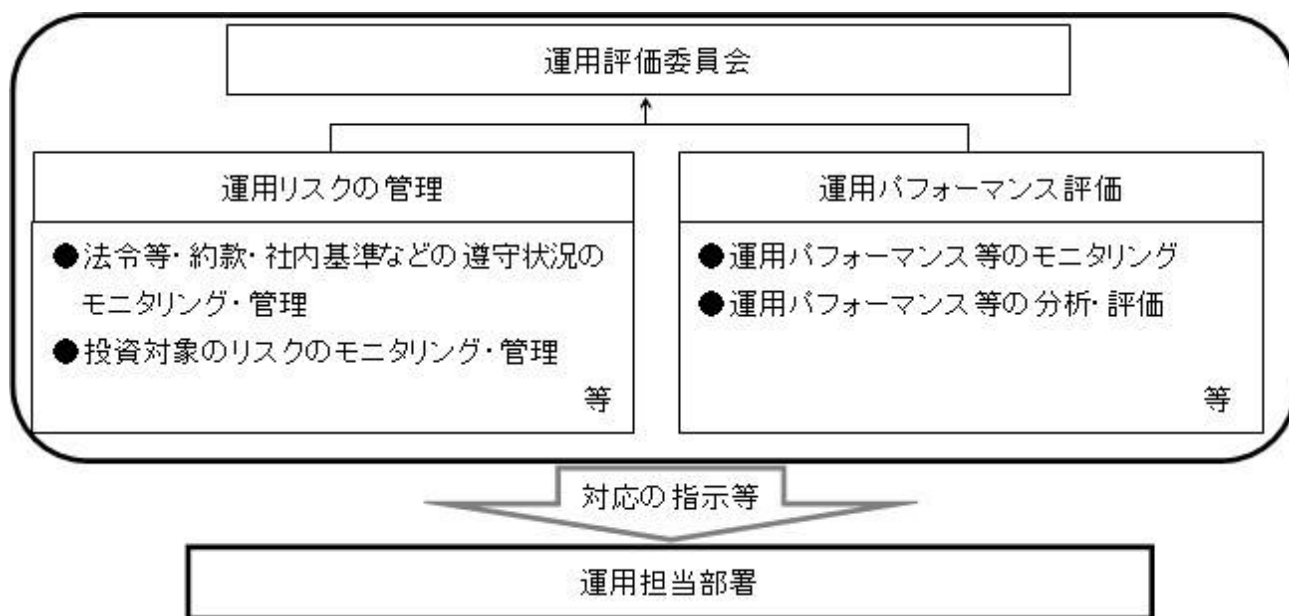 運用評価委員会
運用リスクの管理
●法令等・約款・社内基準などの遵守状況の
モニタリング・管理
●投資対象のリスクのモニタリング・管理
等
運用パフォーマンス評価
●運用パフォーマンス等のモニタリング
●運用パフォーマンス等の分析・評価
等
対応の指示等
運用担当部署